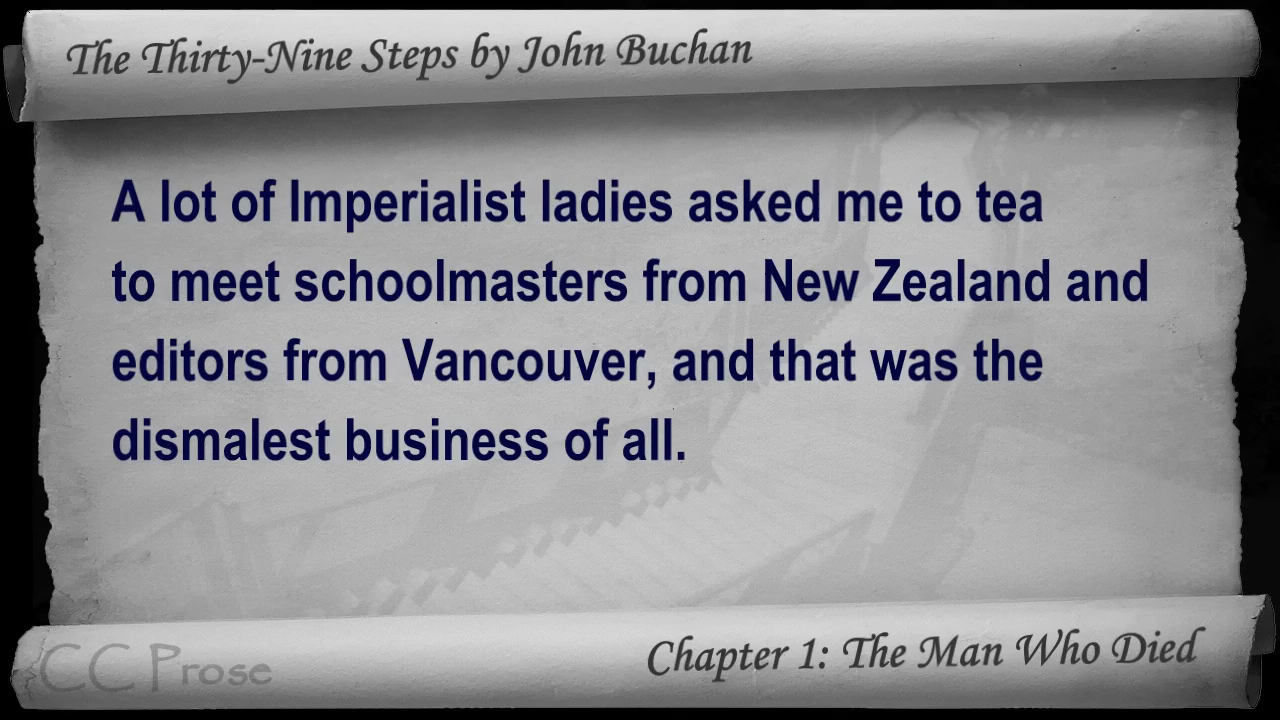 The Thirty-Nine Steps by John Buchan
A lot of Imperialist ladies asked me to tea
to meet schoolmasters from New Zealand and
editors from Vancouver, and that was the
dismalest business of all.
CC Prose
Chapter 1: The Man Who Died